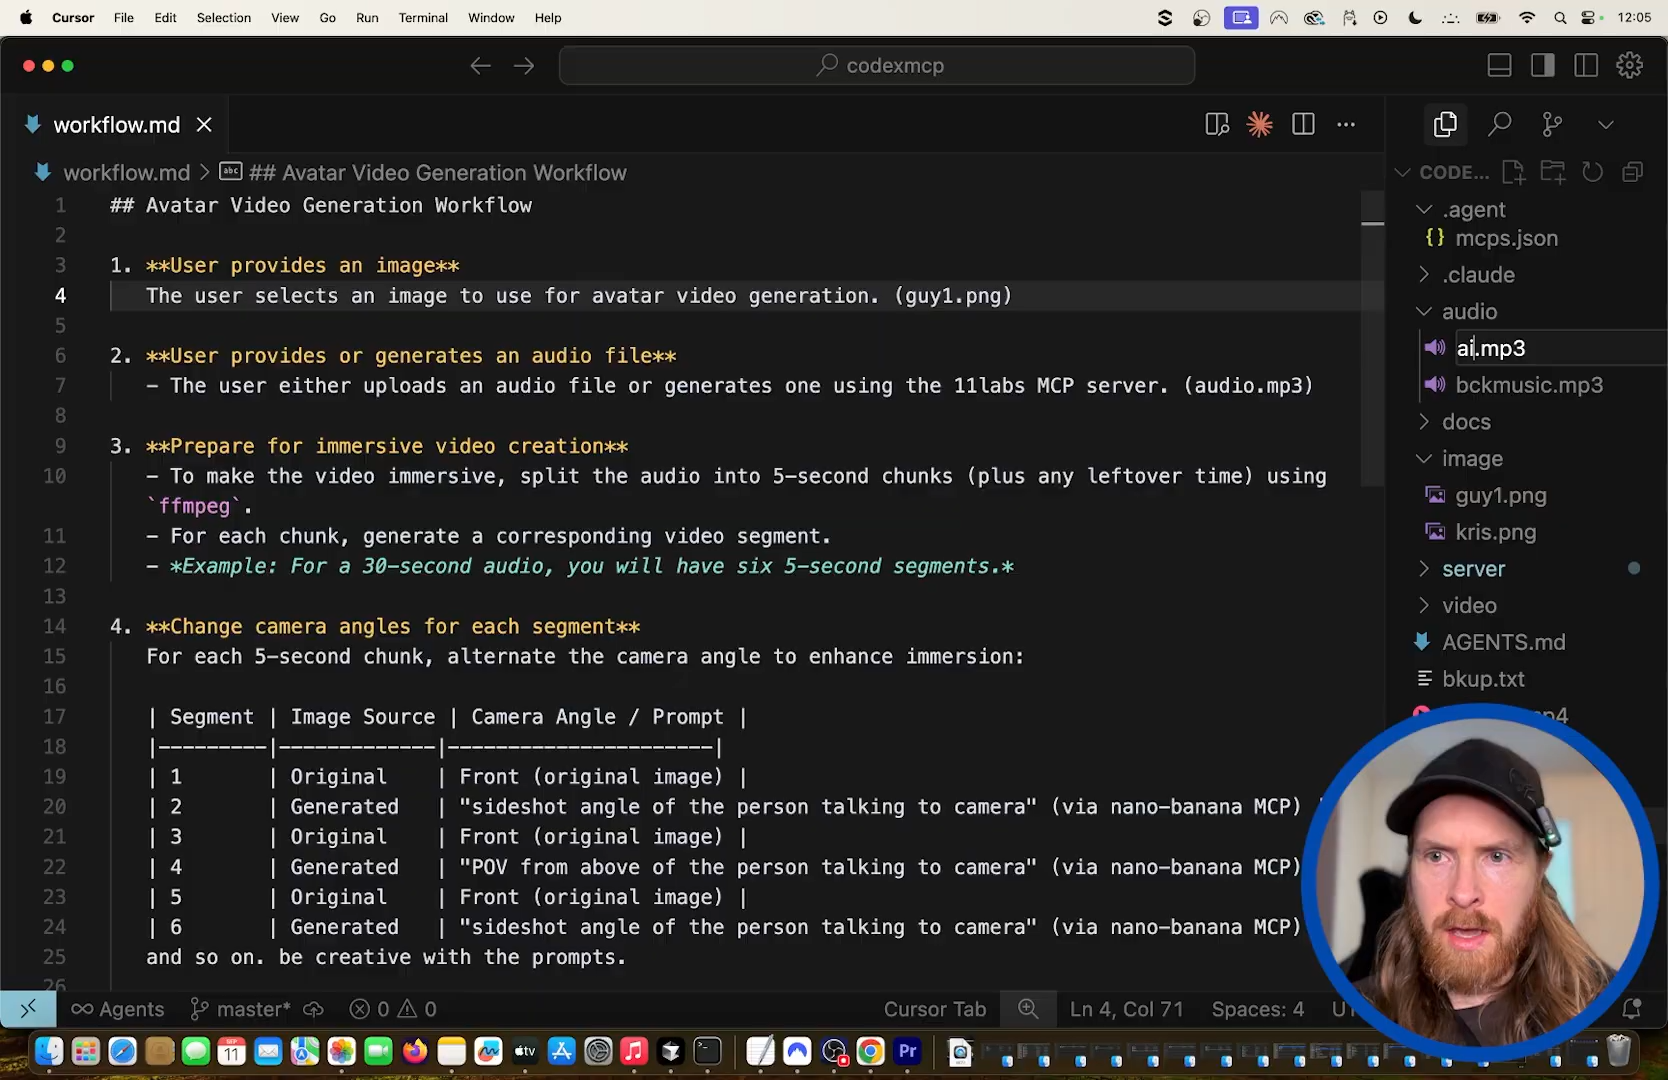 Cursor File Edit Selection View Go Run Terminal Window Help 12:05
codexmcp
workflow.md
workflow.md > ## Avatar Video Generation Workflow
CODE...
1 ## Avatar Video Generation Workflow
2
3 1. **User provides an image**
4 The user selects an image to use for avatar video generation. (guy1.png)
5
6 2. **User provides or generates an audio file**
7 - The user either uploads an audio file or generates one using the 11labs MCP server. (audio.mp3)
8
9 3. **Prepare for immersive video creation**
10 - To make the video immersive, split the audio into 5-second chunks (plus any leftover time) using
`ffmpeg`.
11 - For each chunk, generate a corresponding video segment.
12 - *Example: For a 30-second audio, you will have six 5-second segments.*
13
14 4. **Change camera angles for each segment**
15 For each 5-second chunk, alternate the camera angle to enhance immersion:
16
17 | Segment | Image Source | Camera Angle / Prompt |
18 |---------|-------------|----------------------|
19 | 1 | Original | Front (original image) |
20 | 2 | Generated | "sideshot angle of the person talking to camera" (via nano-banana MCP)
21 | 3 | Original | Front (original image) |
22 | 4 | Generated | "POV from above of the person talking to camera" (via nano-banana MCP)
23 | 5 | Original | Front (original image) |
24 | 6 | Generated | "sideshot angle of the person talking to camera" (via nano-banana MCP)
25 and so on. be creative with the prompts.
26
.agent
{} mcps.json
.claude
audio
ai.mp3
bckmusic.mp3
docs
image
guy1.png
kris.png
server
video
AGENTS.md
bkup.txt
Agents master* 0 0 Cursor Tab Ln 4, Col 71 Spaces: 4
SEP
11
tv
Pr